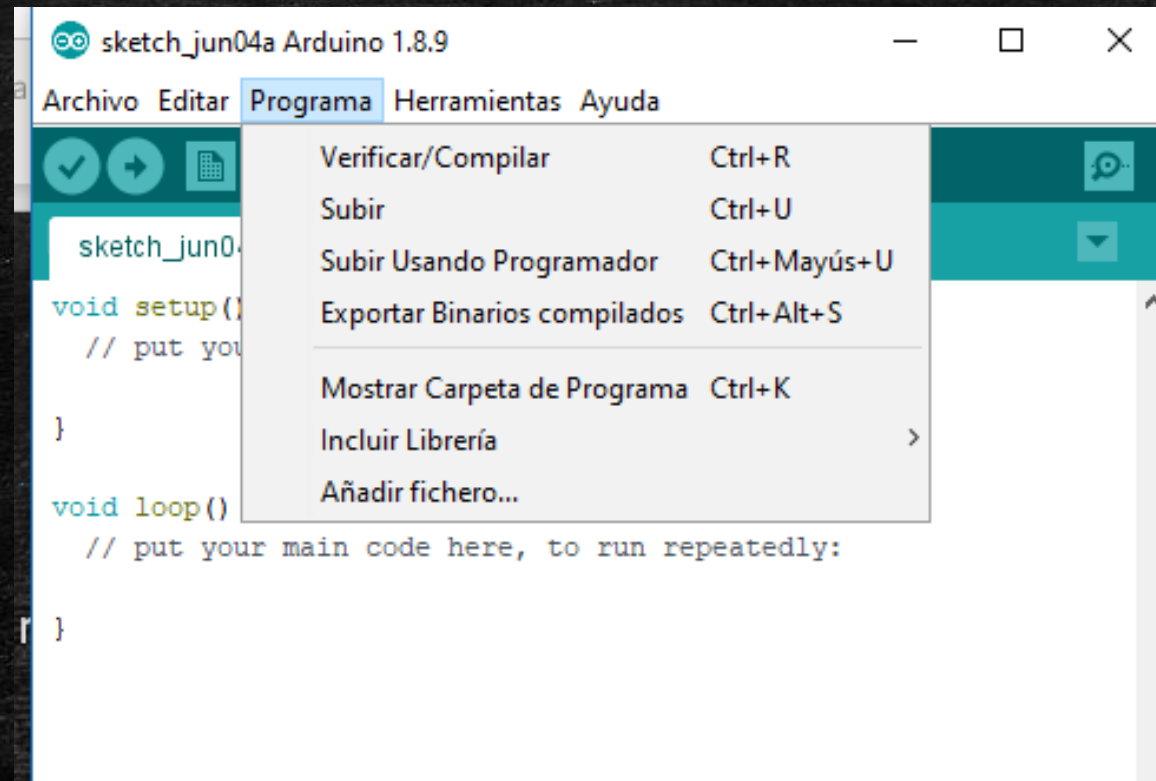 sketch_jun04a Arduino 1.8.9
Archivo Editar Programa Herramientas Ayuda
Verificar/Compilar Ctrl+R
Subir Ctrl+U
Subir Usando Programador Ctrl+Mayús+U
Exportar Binarios compilados Ctrl+Alt+S
Mostrar Carpeta de Programa Ctrl+K
Incluir Librería
Añadir fichero...
sketch_jun0
void setup()
// put you
}
void loop()
// put your main code here, to run repeatedly:
}